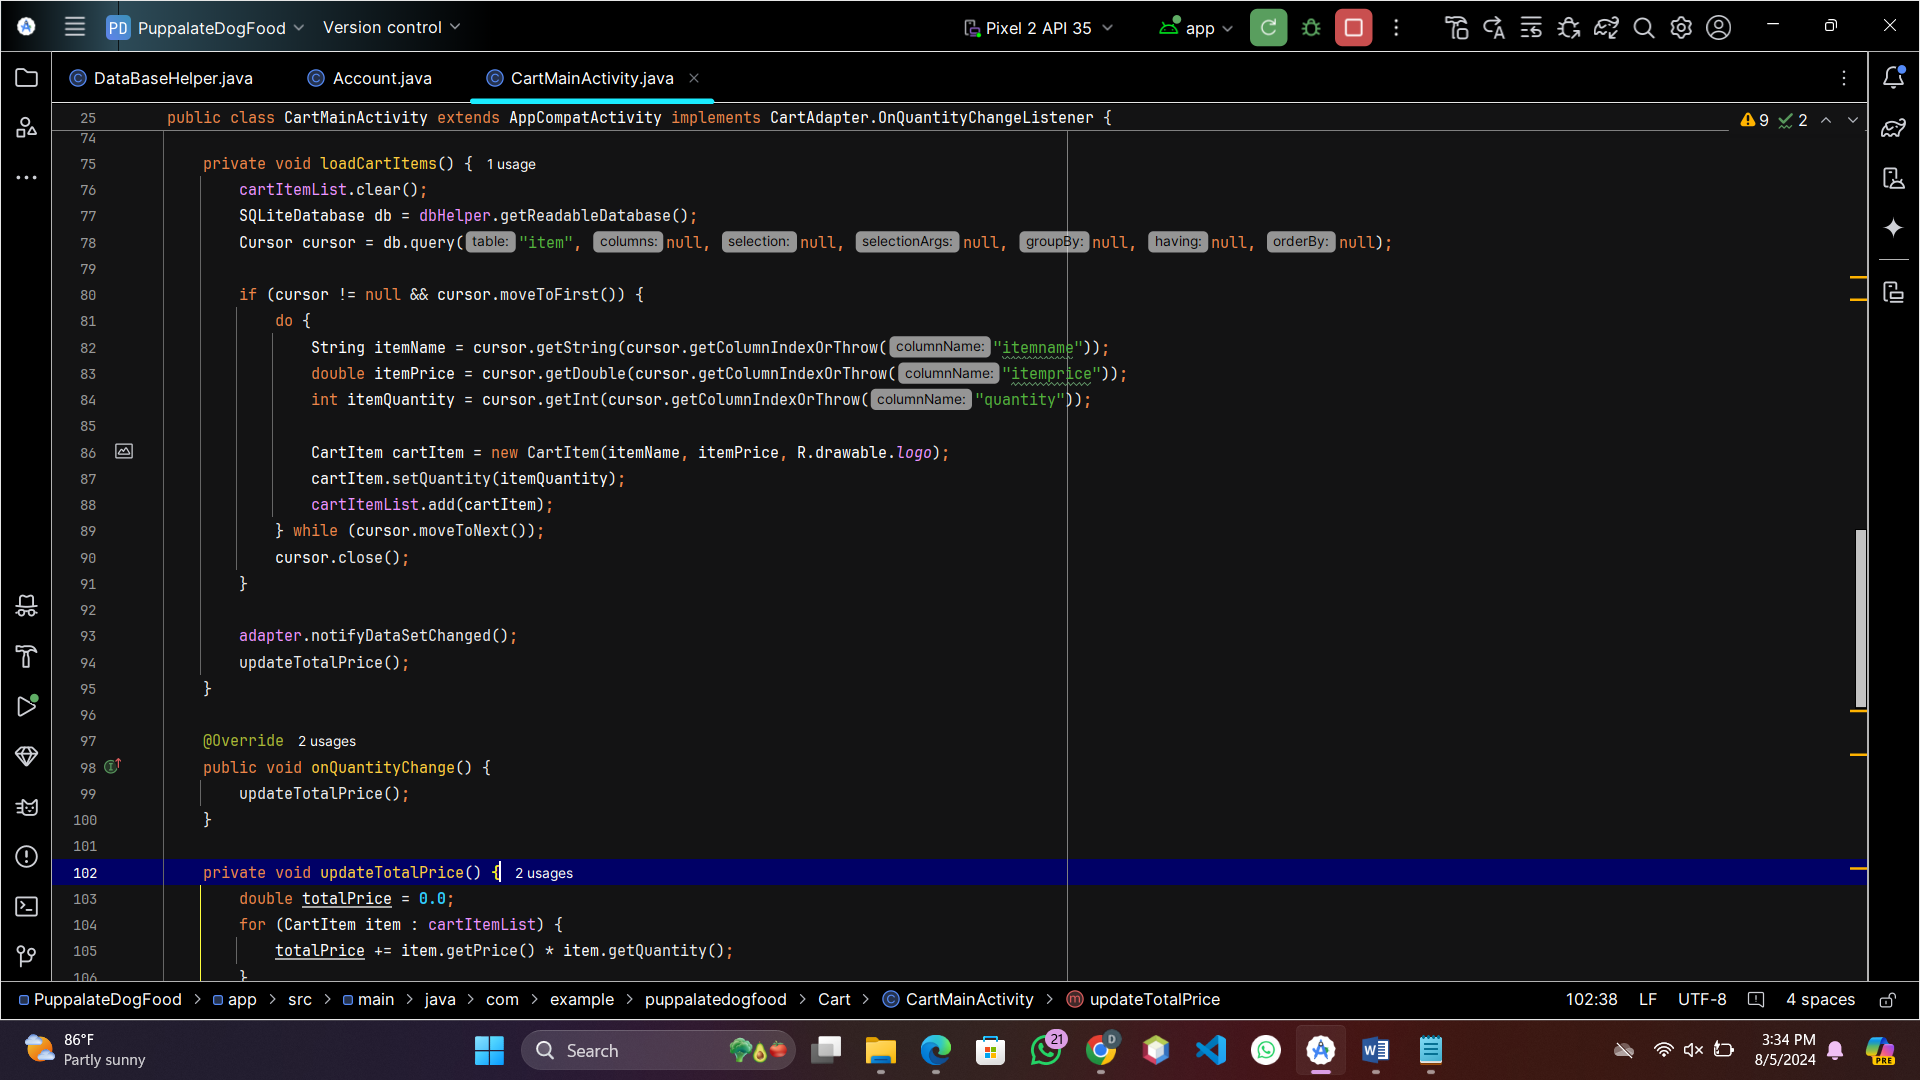 PD PuppalateDogFood Version control Pixel 2 API 35 app
DataBaseHelper.java Account.java CartMainActivity.java
25 public class CartMainActivity extends AppCompatActivity implements CartAdapter.OnQuantityChangeListener { 9 2
74
75 private void loadCartItems() { 1 usage
76 cartItemList.clear();
77 SQLiteDatabase db = dbHelper.getReadableDatabase();
78 Cursor cursor = db.query( table: "item", columns: null, selection: null, selectionArgs: null, groupBy: null, having: null, orderBy: null);
79
80 if (cursor != null && cursor.moveToFirst()) {
81 do {
82 String itemName = cursor.getString(cursor.getColumnIndexOrThrow( columnName: "itemname"));
83 double itemPrice = cursor.getDouble(cursor.getColumnIndexOrThrow( columnName: "itemprice"));
84 int itemQuantity = cursor.getInt(cursor.getColumnIndexOrThrow( columnName: "quantity"));
85
86 CartItem cartItem = new CartItem(itemName, itemPrice, R.drawable.logo);
87 cartItem.setQuantity(itemQuantity);
88 cartItemList.add(cartItem);
89 } while (cursor.moveToNext());
90 cursor.close();
91 }
92
93 adapter.notifyDataSetChanged();
94 updateTotalPrice();
95 }
96
97 @Override 2 usages
98 public void onQuantityChange() {
99 updateTotalPrice();
100 }
101
102 private void updateTotalPrice() { 2 usages
103 double totalPrice = 0.0;
104 for (CartItem item : cartItemList) {
105 totalPrice += item.getPrice() * item.getQuantity();
106 }
PuppalateDogFood > app > src > main > java > com > example > puppalatedogfood > Cart > CartMainActivity > updateTotalPrice 102:38 LF UTF-8 4 spaces
86°F
Partly sunny
Search
21
D
PRE
3:34 PM
8/5/2024